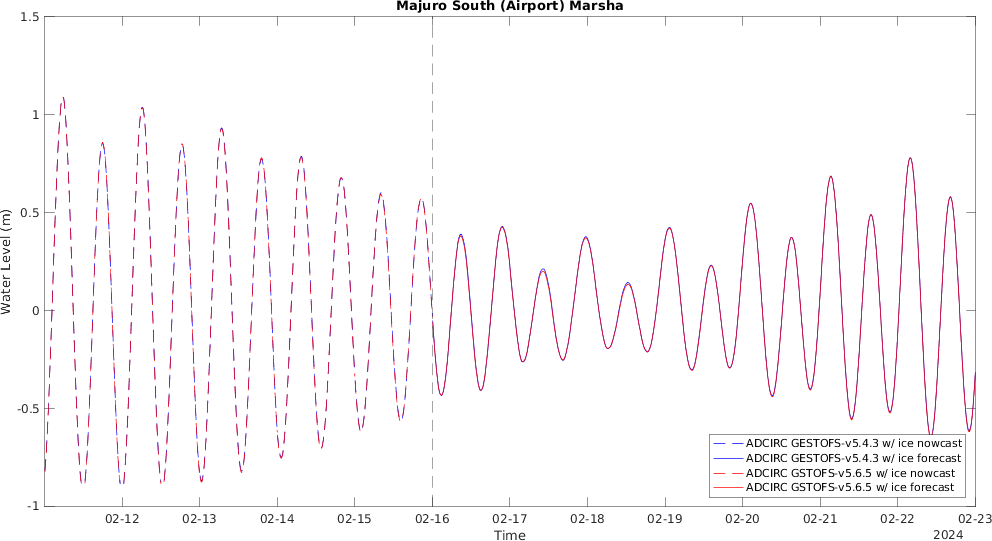 Majuro South (Airport) Marsha
1.5
1
0.5
0
-0.5
-1
Water Level (m)
ADCIRC GESTOFS-v5.4.3 w/ ice nowcast
ADCIRC GESTOFS-v5.4.3 w/ ice forecast
ADCIRC GSTOFS-v5.6.5 w/ ice nowcast
ADCIRC GSTOFS-v5.6.5 w/ ice forecast
02-12 02-13 02-14 02-15 02-16 02-17 02-18 02-19 02-20 02-21 02-22 02-23
Time
2024